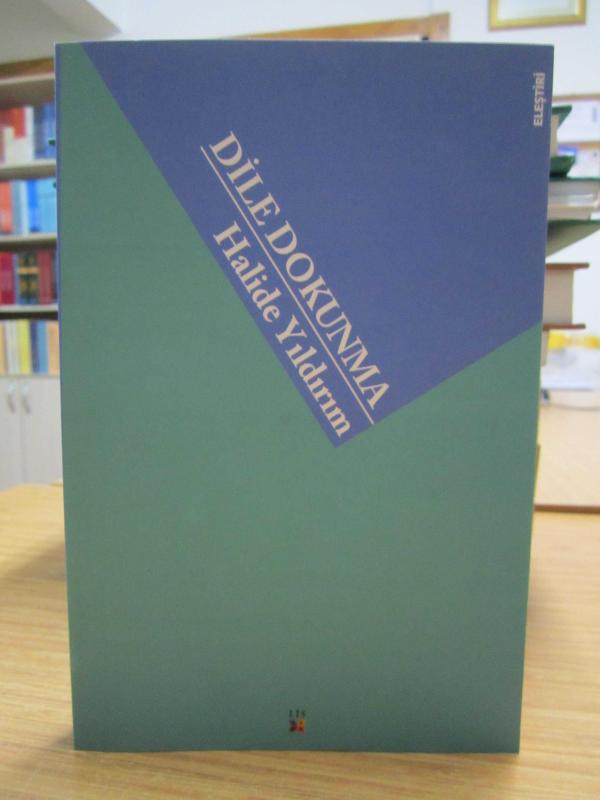 ELEŞTİRİ
DİLE DOKUNMA
Halide Yıldırım